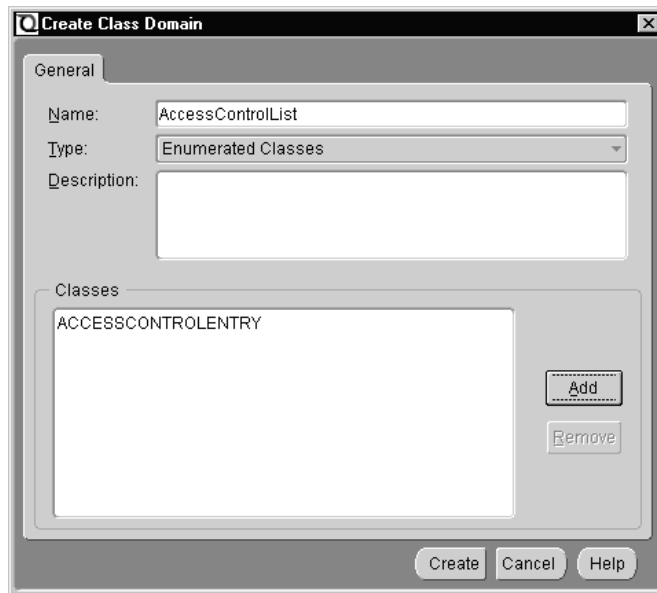 Create Class Domain
General
Name: AccessControlList
Type: Enumerated Classes
Description:
Classes
ACCESSCONTROLENTRY
Add
Remove
Create Cancel Help